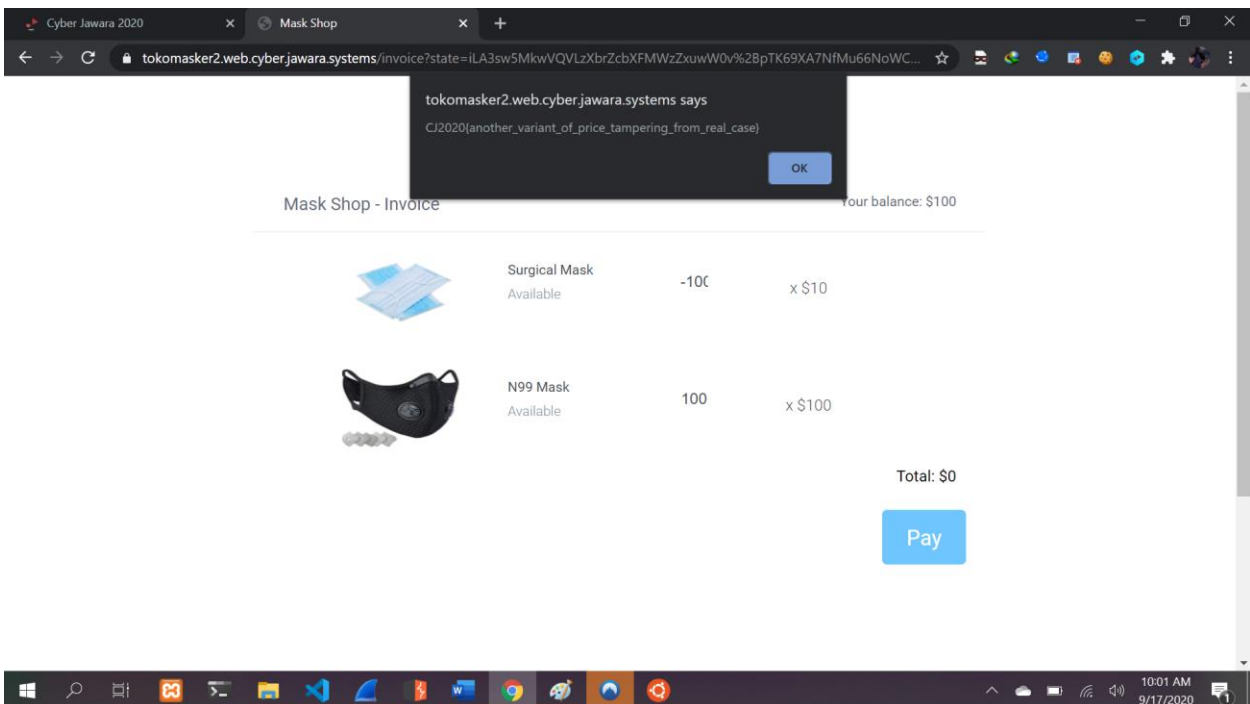 Cyber Jawara 2020
Mask Shop
tokomasker2.web.cyber.jawara.systems/invoice?state=iLA3sw5MkwVQVLzXbrZcbXFMWzZxuwW0v%2BpTK69XA7NfMu66NoWC...
tokomasker2.web.cyber.jawara.systems says
CJ2020{another_variant_of_price_tampering_from_real_case}
OK
Mask Shop - Invoice
Your balance: $100
Surgical Mask
Available
-100
x $10
N99 Mask
Available
100
x $100
Total: $0
Pay
10:01 AM
9/17/2020